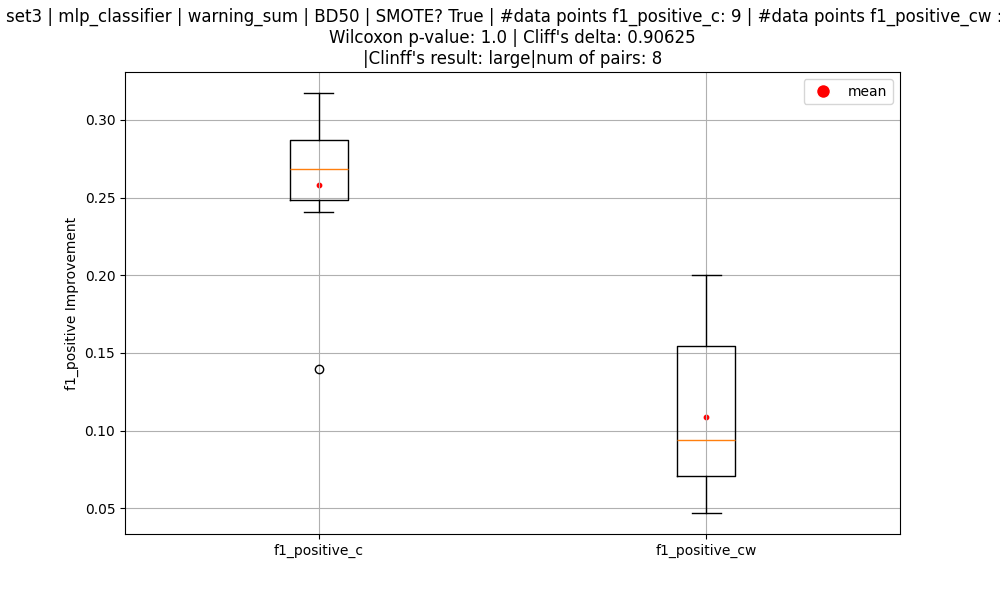 set3 | mlp_classifier | warning_sum | BD50 | SMOTE? True | #data points f1_positive_c: 9 | #data points f1_positive_cw :
Wilcoxon p-value: 1.0 | Cliff's delta: 0.90625
|Clinff's result: large|num of pairs: 8
mean
0.30
0.25
0.20
0.15
0.10
0.05
f1_positive Improvement
f1_positive_c
f1_positive_cw